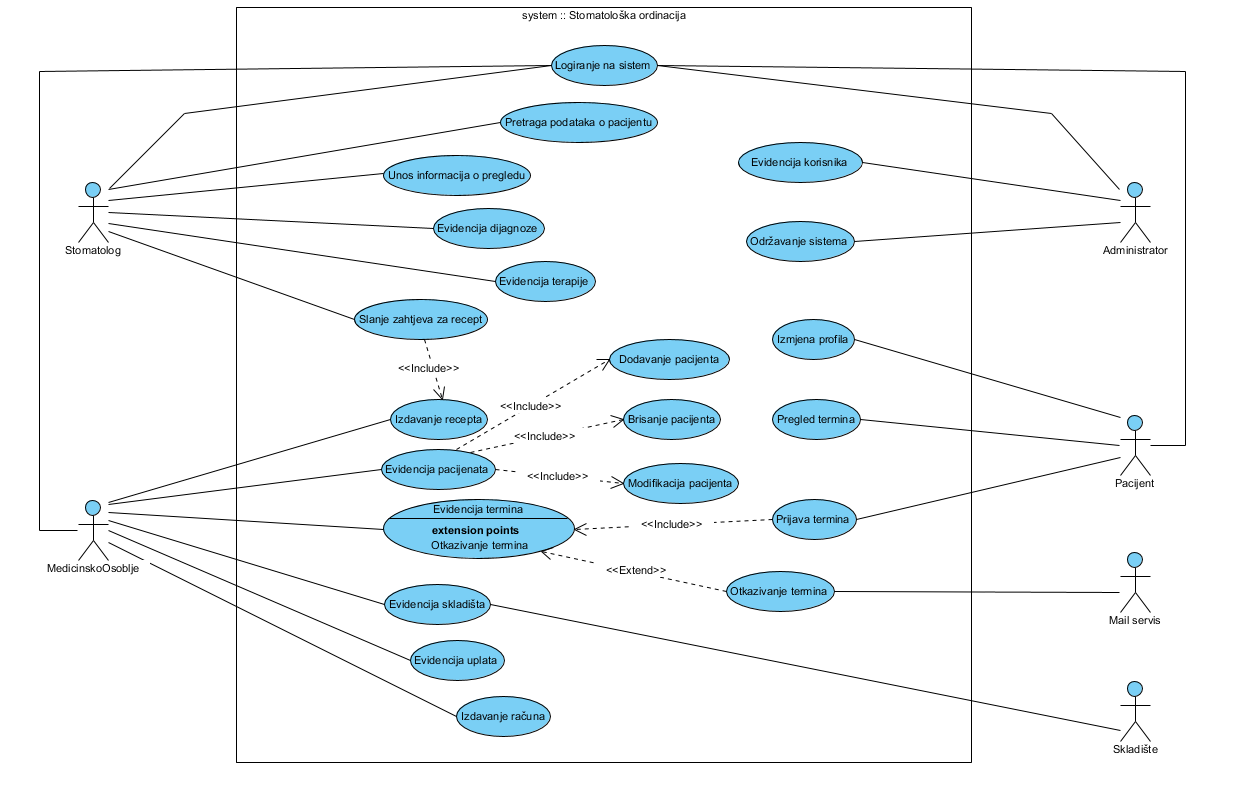 system :: Stomatološka ordinacija
Logiranje na sistem
Pretraga podataka o pacijentu
Evidencija korisnika
Unos informacija o pregledu
Stomatolog
Evidencija dijagnoze
Održavanje sistema
Administrator
Evidencija terapije
Slanje zahtjeva za recept
Izmjena profila
Dodavanje pacijenta
<<Include>>
<<Include>>
Izdavanje recepta
Brisanje pacijenta
Pregled termina
<<Include>>
Evidencija pacijenata
<<Include>>
Modifikacija pacijenta
Pacijent
Evidencija termina
extension points
Otkazivanje termina
<<Include>>
Prijava termina
MedicinskoOsoblje
<<Extend>>
Otkazivanje termina
Evidencija skladišta
Mail servis
Evidencija uplata
Izdavanje računa
Skladište